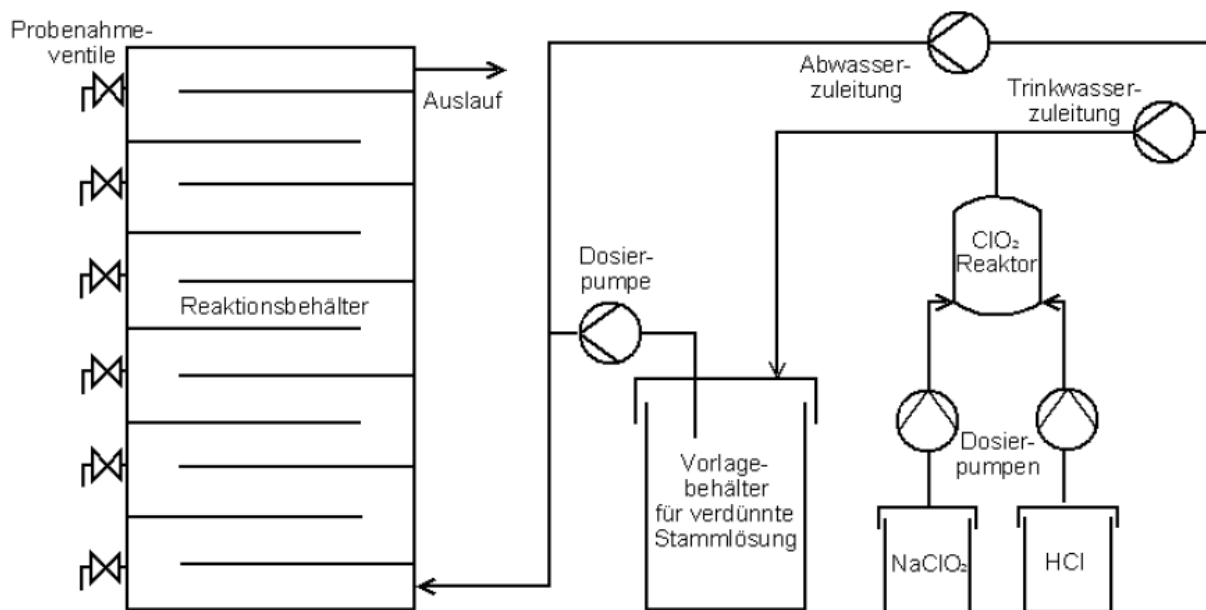 Probenahme-
ventile
Auslauf
Abwasser-
zuleitung
Trinkwasser-
zuleitung
ClO₂
Reaktor
Dosier-
pumpe
Reaktionsbehälter
Dosier-
pumpen
Vorlage-
behälter
für verdünnte
Stammlösung
NaClO₂
HCl